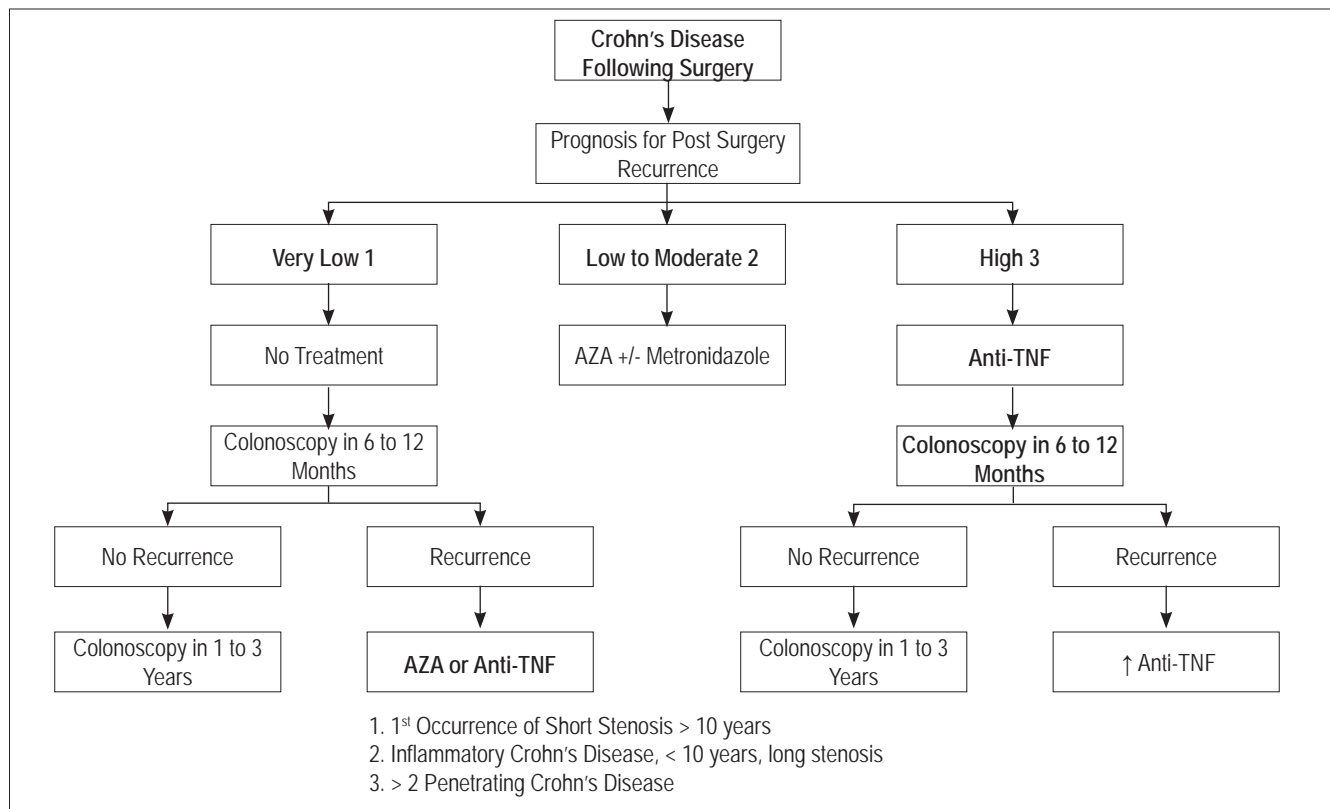 Crohn's Disease
Following Surgery
Prognosis for Post Surgery
Recurrence
Very Low 1
Low to Moderate 2
High 3
No Treatment
AZA +/- Metronidazole
Anti-TNF
Colonoscopy in 6 to 12
Months
Colonoscopy in 6 to 12
Months
No Recurrence
Recurrence
No Recurrence
Recurrence
Colonoscopy in 1 to 3
Years
AZA or Anti-TNF
Colonoscopy in 1 to 3
Years
↑ Anti-TNF
1. 1st Occurrence of Short Stenosis > 10 years
2. Inflammatory Crohn's Disease, < 10 years, long stenosis
3. > 2 Penetrating Crohn's Disease